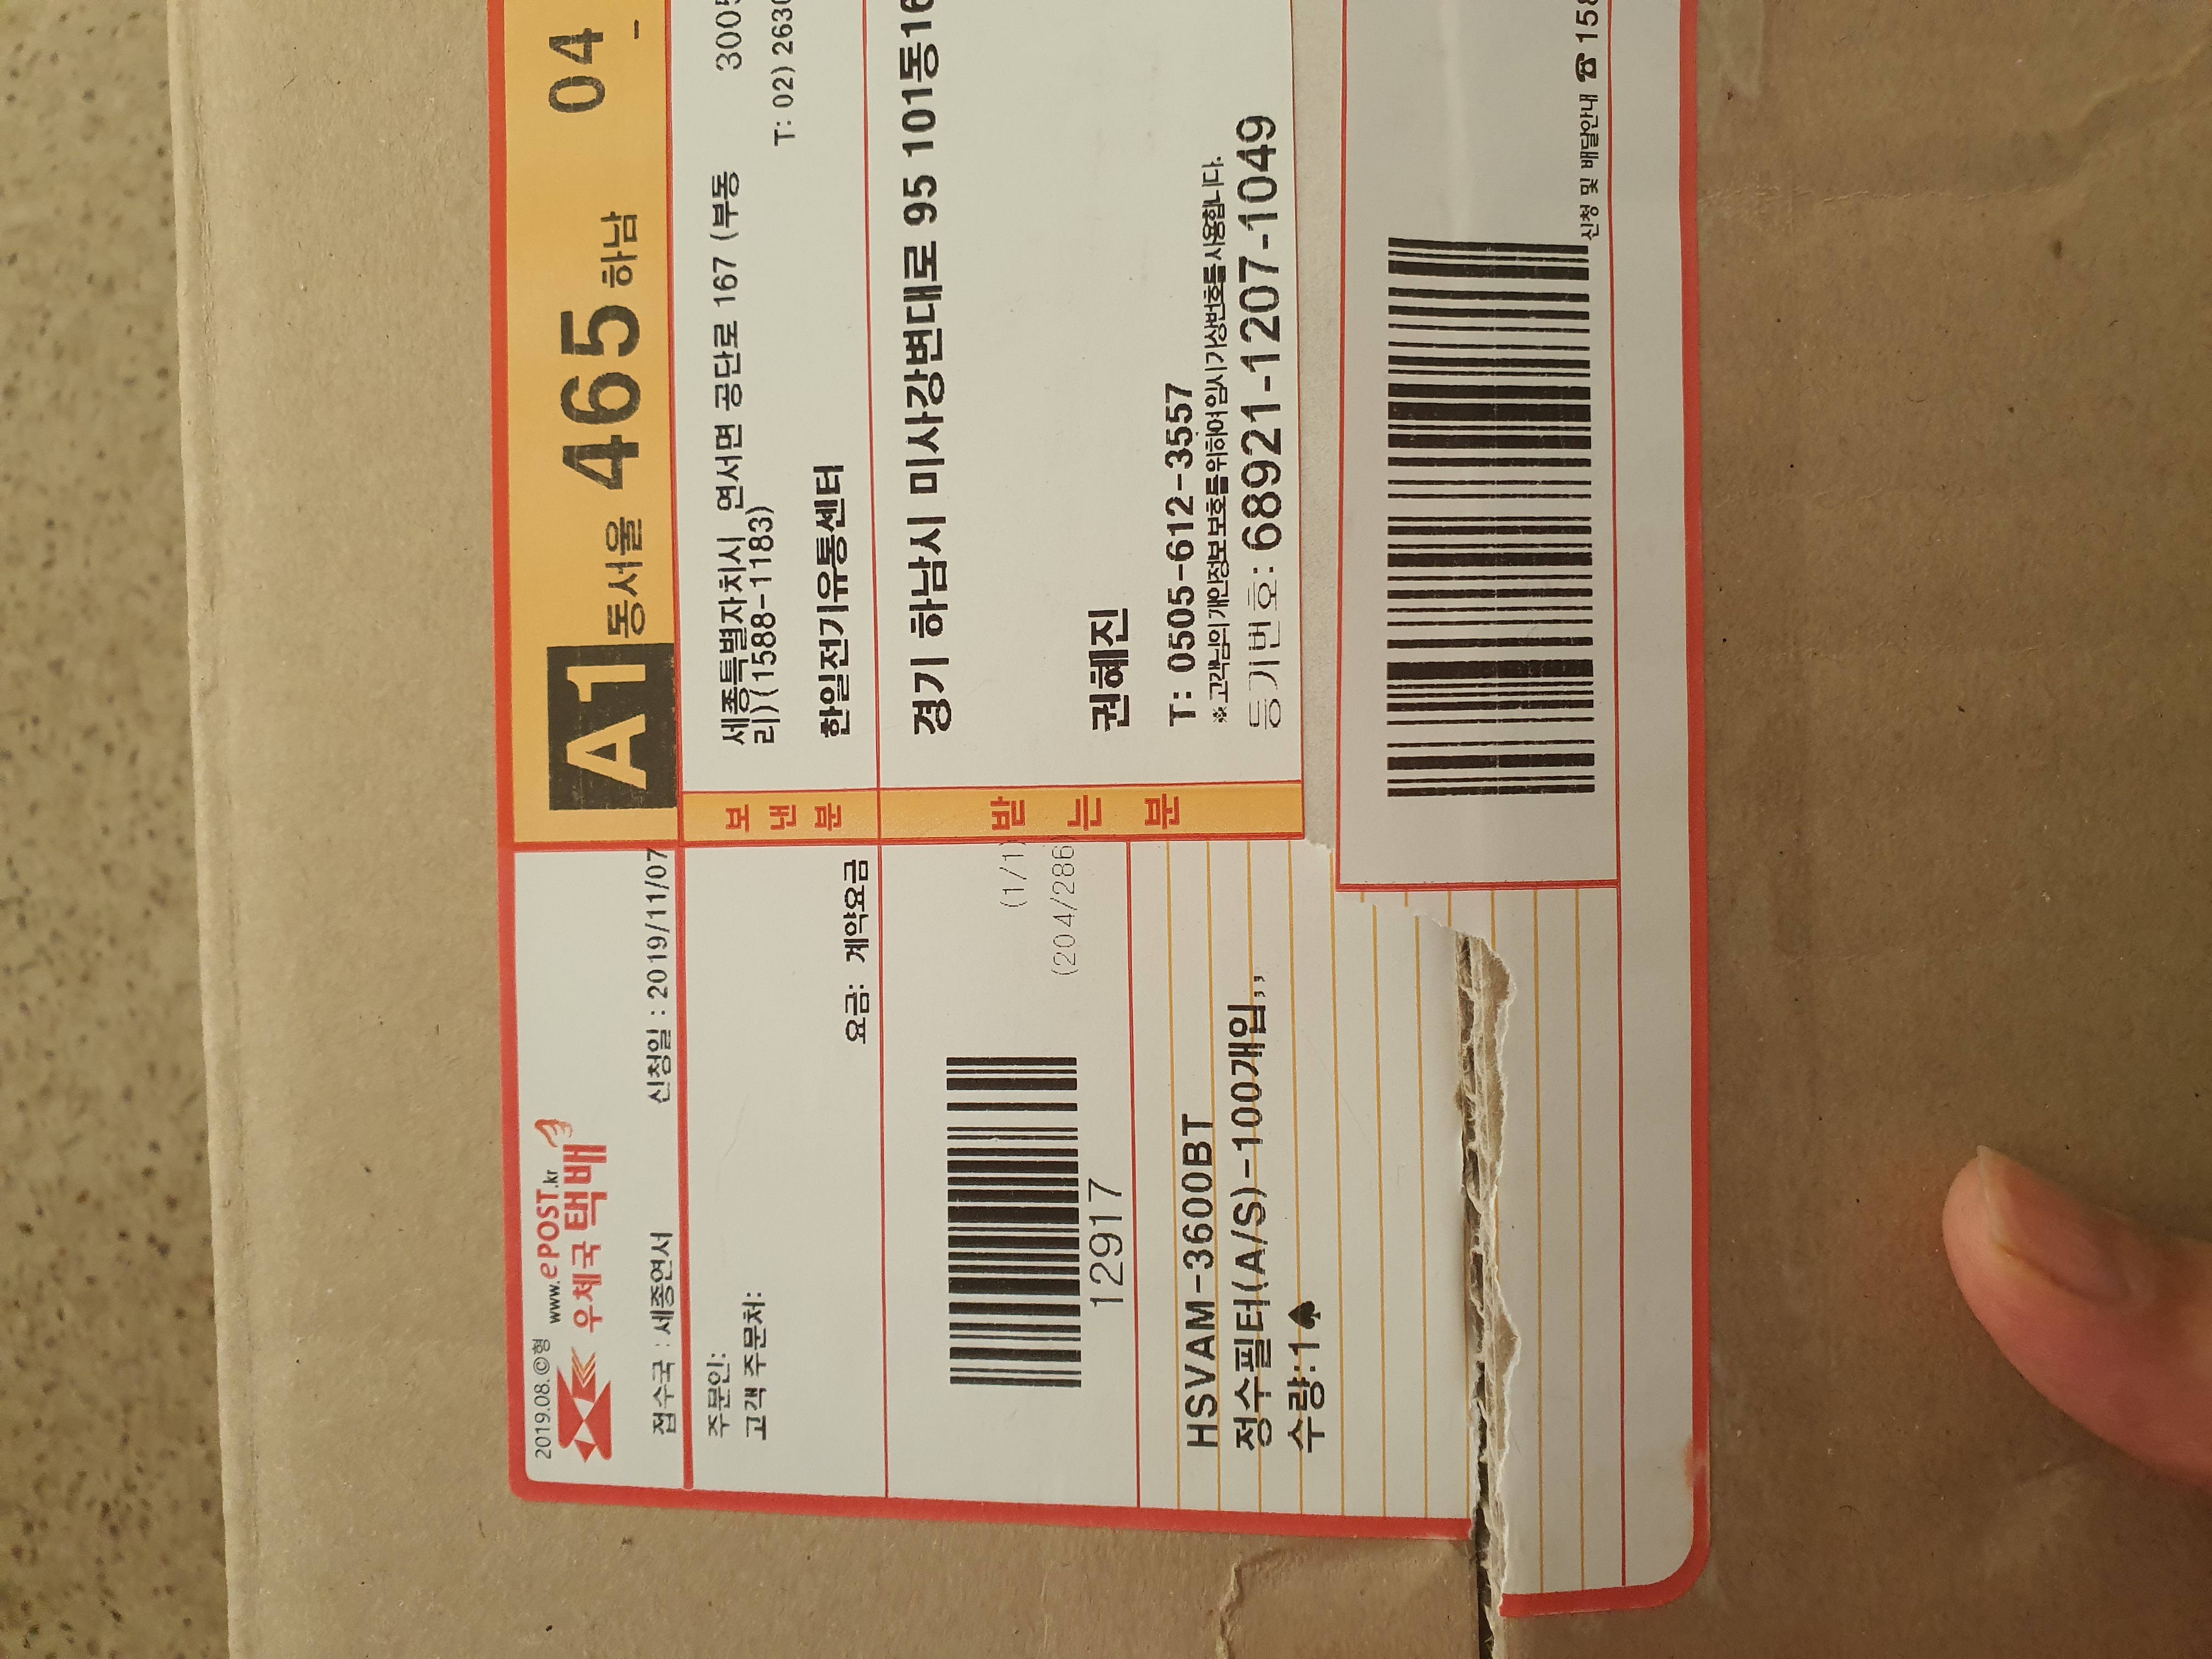 2019.08.ⓒ형
www.ePOST.kr
우체국 택배
접수국 : 세종연서 신청일 : 2019/11/07
주문인:
고객 주문처:
요금: 계약요금
(1/1)
(204/286
12917
HSVAM-3600BT
정수필터(A/S)-100개입,,
수량:1♠
A1 동서울 465 하남 04 -
보낸분
세종특별자치시 연서면 공단로 167 (부동
리)(1588-1183)
3005
T: 02) 2630
한일전기유통센터
받는분
경기 하남시 미사강변대로 95 101동16
권혜진
T: 0505-612-3557
※고객님의 개인정보보호를 위하여 임시 가상번호를 사용합니다.
등기번호: 68921-1207-1049
신청 및 배달안내 ☎ 158